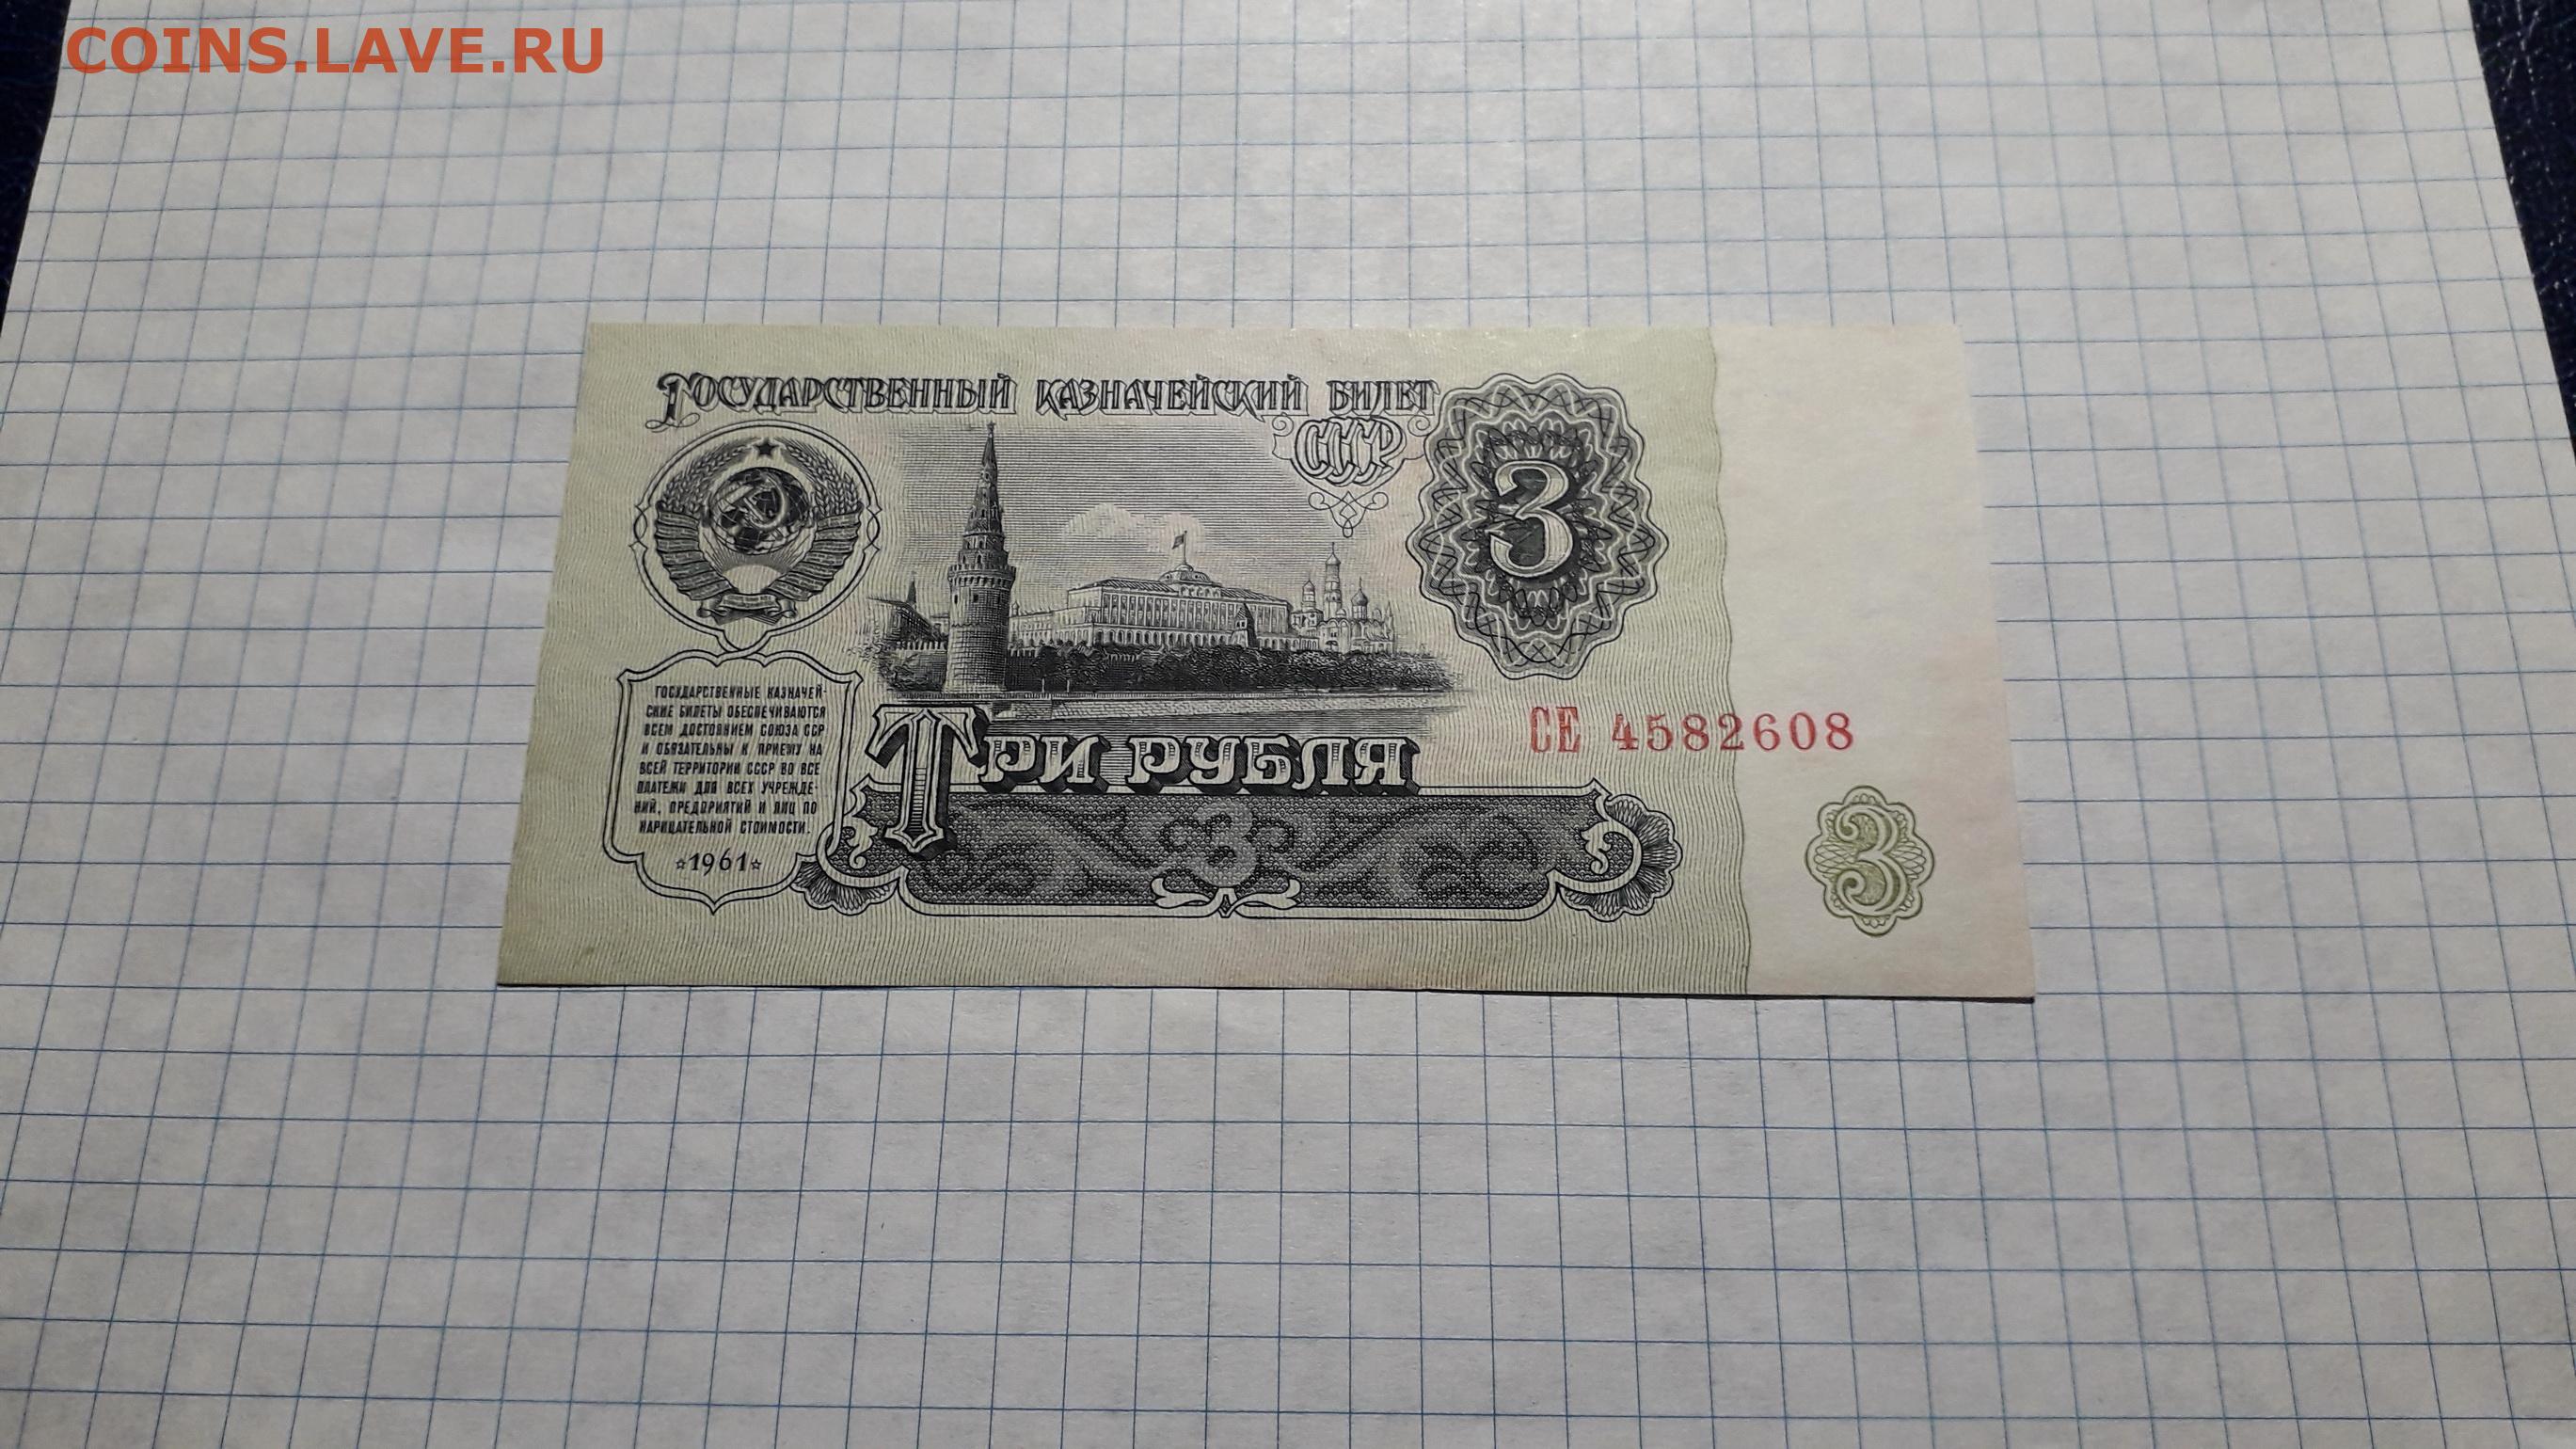 COINS.LAVE.RU
ГОСУДАРСТВЕННЫЙ КАЗНАЧЕЙСКИЙ БИЛЕТ
СССР
3
ГОСУДАРСТВЕННЫЕ КАЗНАЧЕЙ-
СКИЕ БИЛЕТЫ ОБЕСПЕЧИВАЮТСЯ
ВСЕМ ДОСТОЯНИЕМ СОЮЗА ССР
И ОБЯЗАТЕЛЬНЫ К ПРИЕМУ НА
ВСЕЙ ТЕРРИТОРИИ СССР ВО ВСЕ
ПЛАТЕЖИ ДЛЯ ВСЕХ УЧРЕЖДЕ-
НИЙ, ПРЕДПРИЯТИЙ И ЛИЦ ПО
НАРИЦАТЕЛЬНОЙ СТОИМОСТИ.
☆1961☆
СЕ 4582608
ТРИ РУБЛЯ
3
3